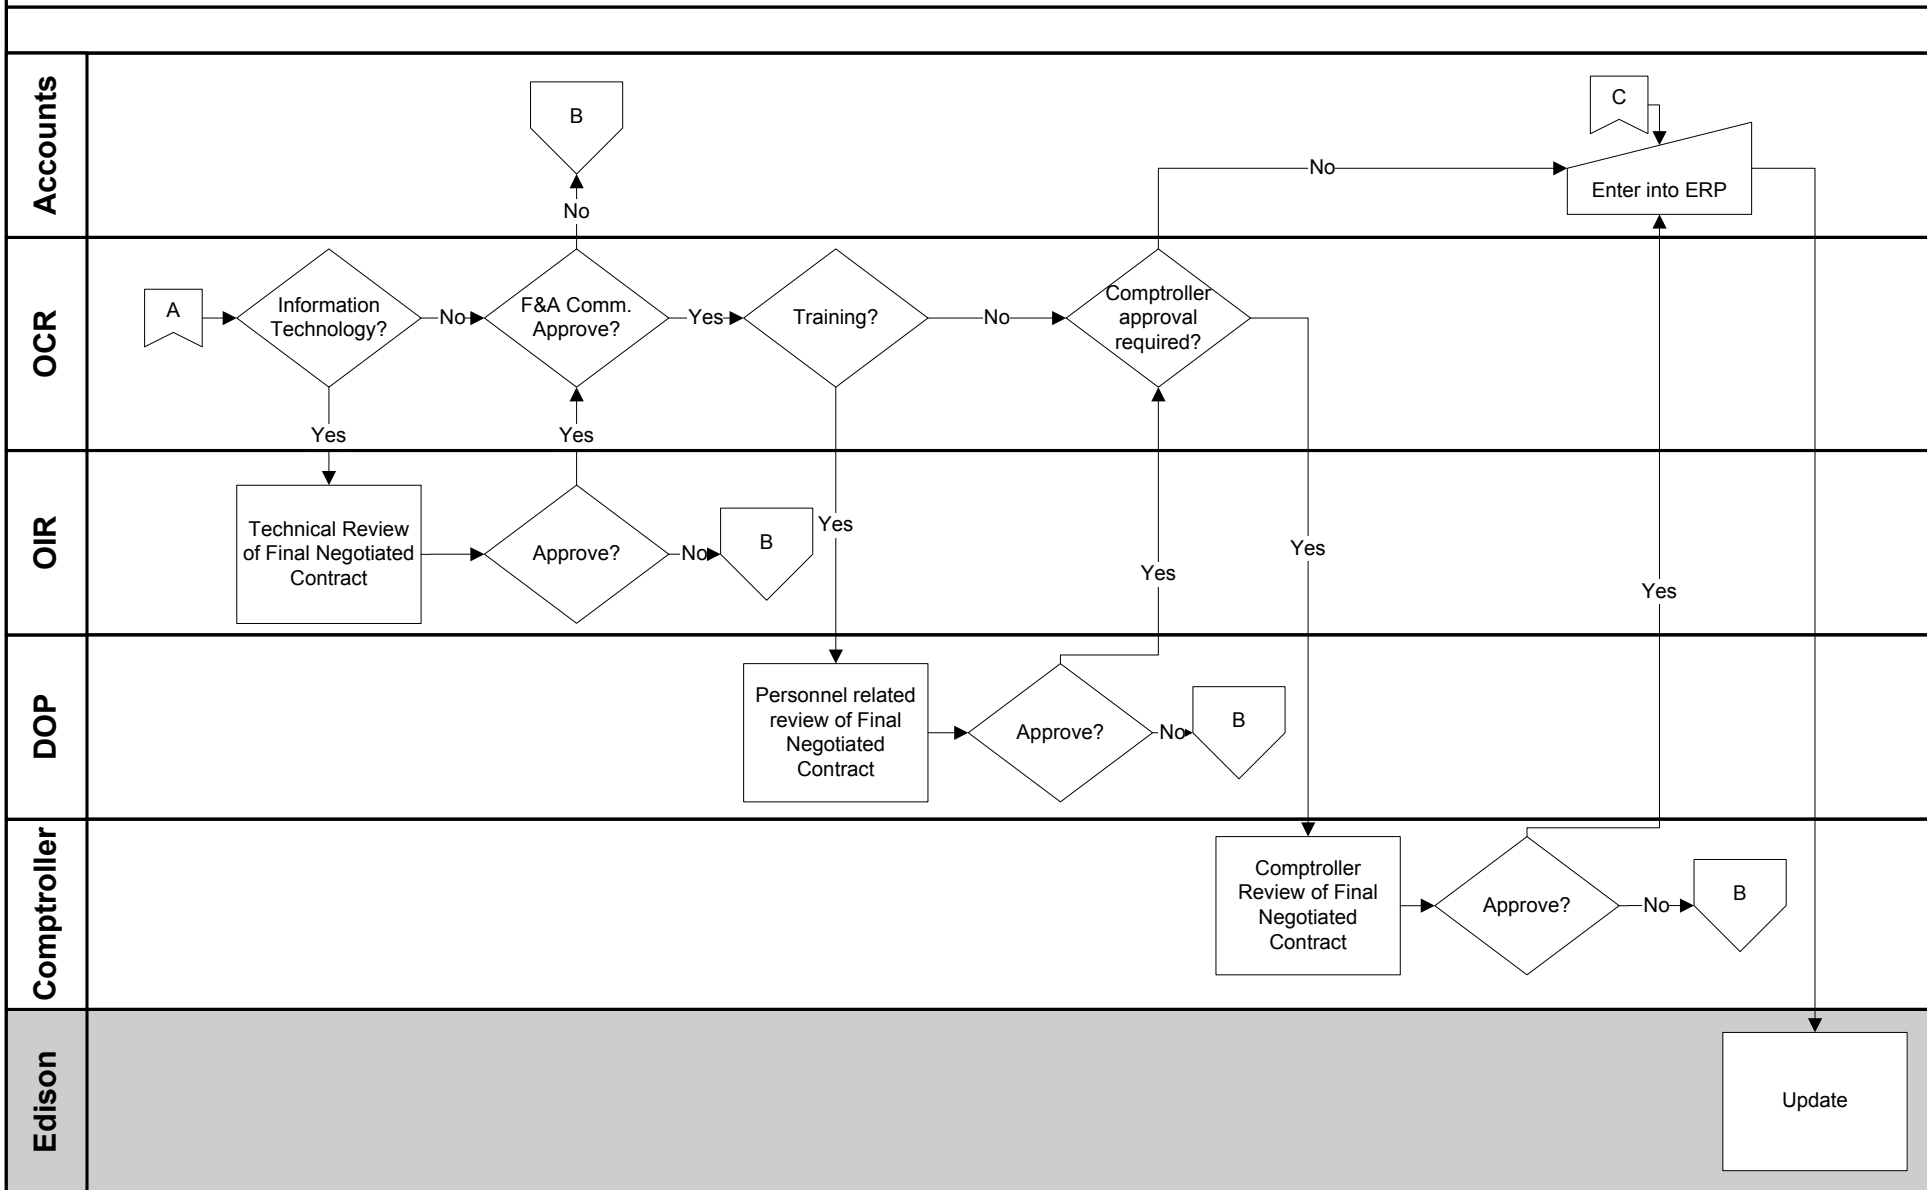 Accounts
B
No
No
C
Enter into ERP
OCR
A
Information
Technology?
No
F&A Comm.
Approve?
Yes
Training?
No
Comptroller
approval
required?
Yes
Yes
OIR
Technical Review
of Final Negotiated
Contract
Approve?
No
B
Yes
Yes
Yes
Yes
DOP
Personnel related
review of Final
Negotiated
Contract
Approve?
No
B
Comptroller
Comptroller
Review of Final
Negotiated
Contract
Approve?
No
B
Edison
Update